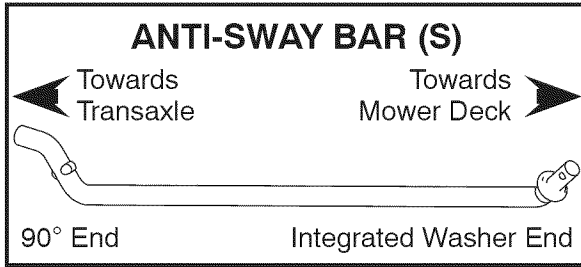 ANTI-SWAY BAR (S)
Towards
Transaxle
Towards
Mower Deck
90° End
Integrated Washer End